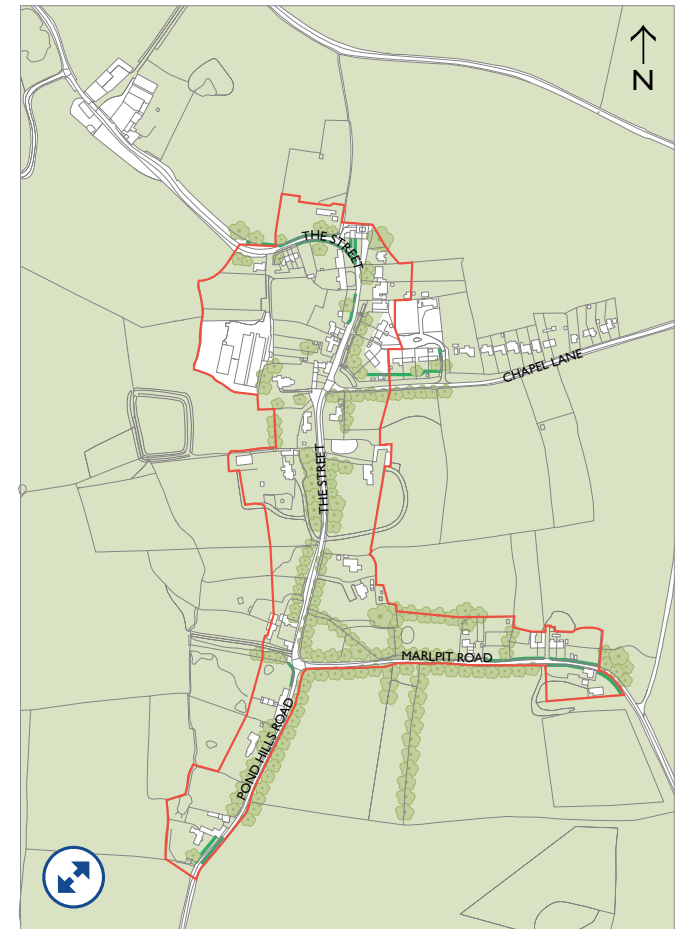 N
THE STREET
CHAPEL LANE
THE STREET
MARLPIT ROAD
POND HILLS ROAD